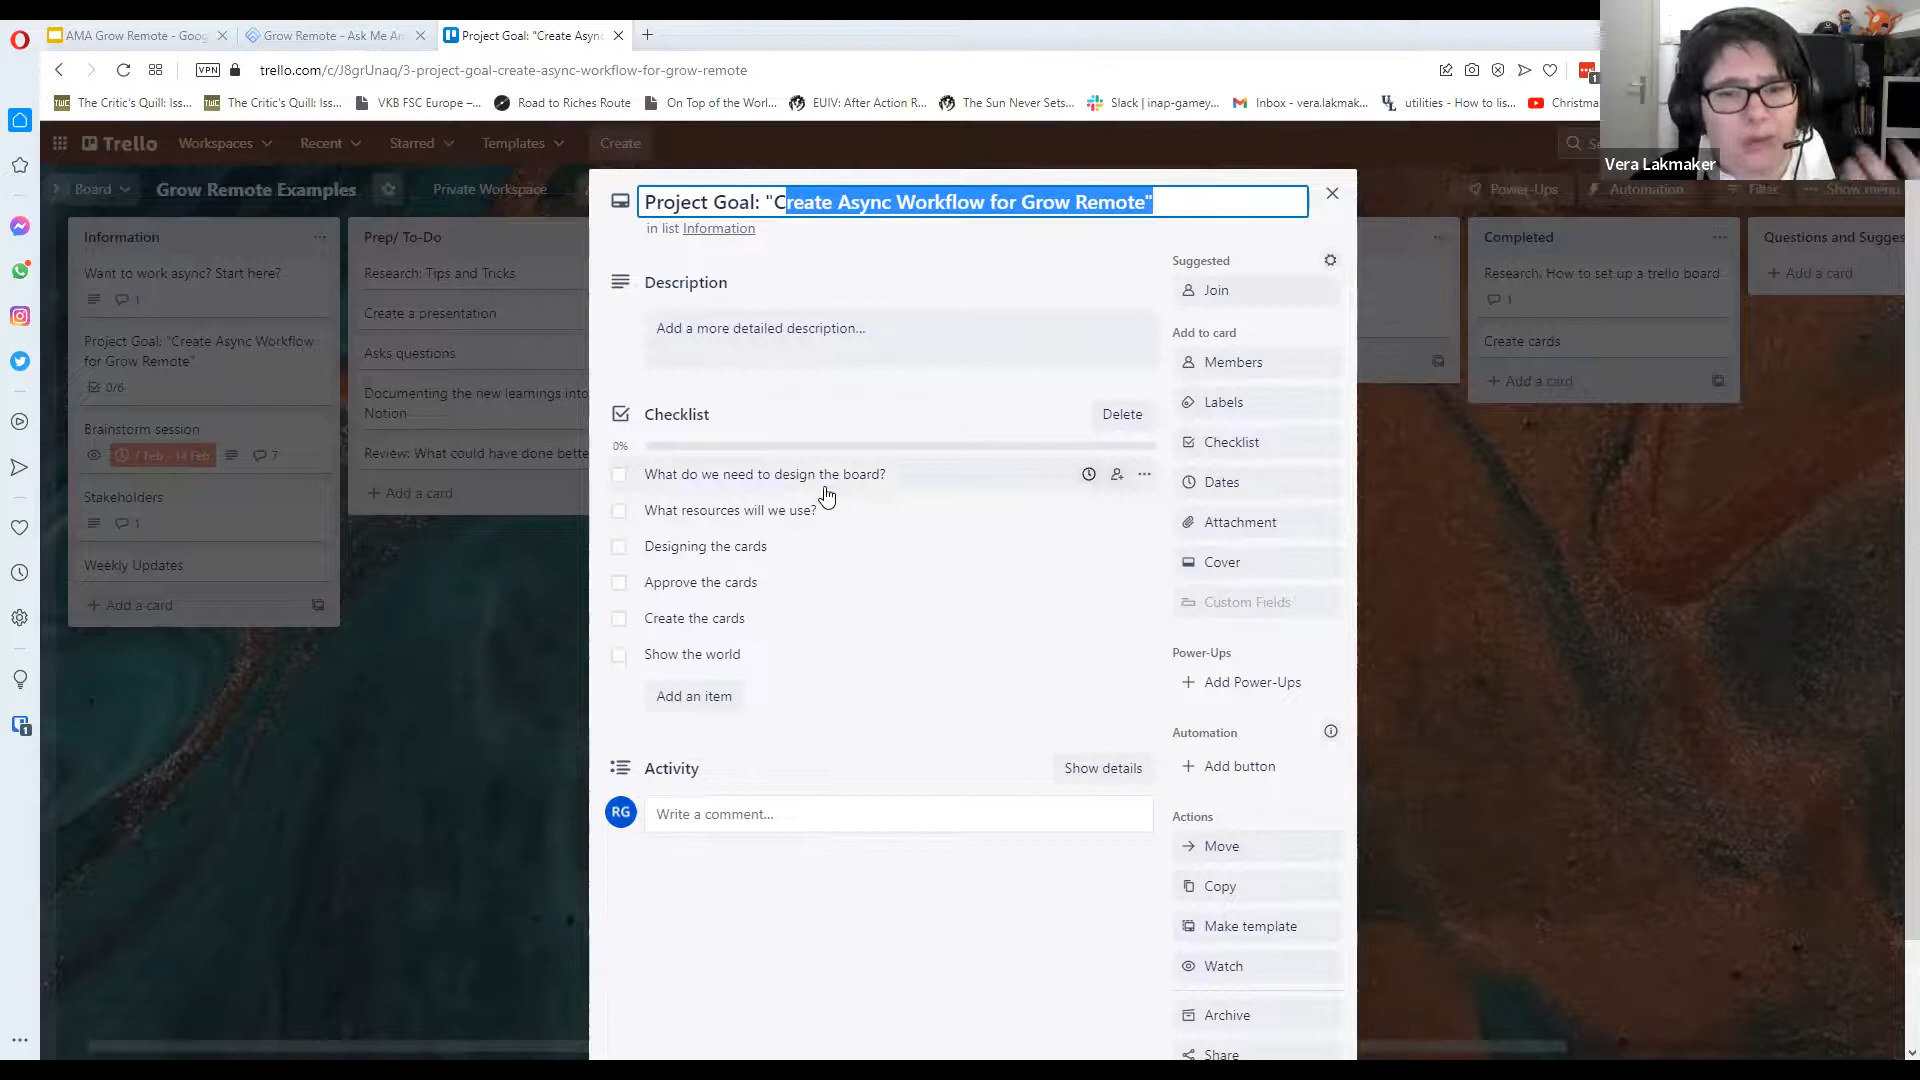 AMA Grow Remote - Goog
Grow Remote - Ask Me An
Project Goal: "Create Async
VPN
trello.com/c/J8grUnaq/3-project-goal-create-async-workflow-for-grow-remote
1
The Critic's Quill: Iss...
The Critic's Quill: Iss...
VKB FSC Europe –...
Road to Riches Route
On Top of the Worl...
EUIV: After Action R...
The Sun Never Sets...
Slack | inap-gamey...
Inbox - vera.lakmak...
utilities - How to lis...
Christma
Vera Lakmaker
Trello
Workspaces
Recent
Starred
Templates
Create
Board
Grow Remote Examples
Private Workspace
Power-Ups
Automation
Filter
Show menu
Information
Want to work async? Start here?
1
Project Goal: "Create Async Workflow
for Grow Remote"
0/6
Brainstorm session
7 Feb - 14 Feb
7
Stakeholders
1
Weekly Updates
+ Add a card
Prep/ To-Do
Research: Tips and Tricks
Create a presentation
Asks questions
Documenting the new learnings into
Notion
Review: What could have done bette
+ Add a card
Project Goal: "Create Async Workflow for Grow Remote"
in list Information
Description
Add a more detailed description...
Checklist
Delete
0%
What do we need to design the board?
What resources will we use?
Designing the cards
Approve the cards
Create the cards
Show the world
Add an item
Activity
Show details
RG
Write a comment...
Suggested
Join
Add to card
Members
Labels
Checklist
Dates
Attachment
Cover
Custom Fields
Power-Ups
+ Add Power-Ups
Automation
+ Add button
Actions
Move
Copy
Make template
Watch
Archive
Share
Completed
Research. How to set up a trello board
1
Create cards
+ Add a card
Questions and Sugges
+ Add a card